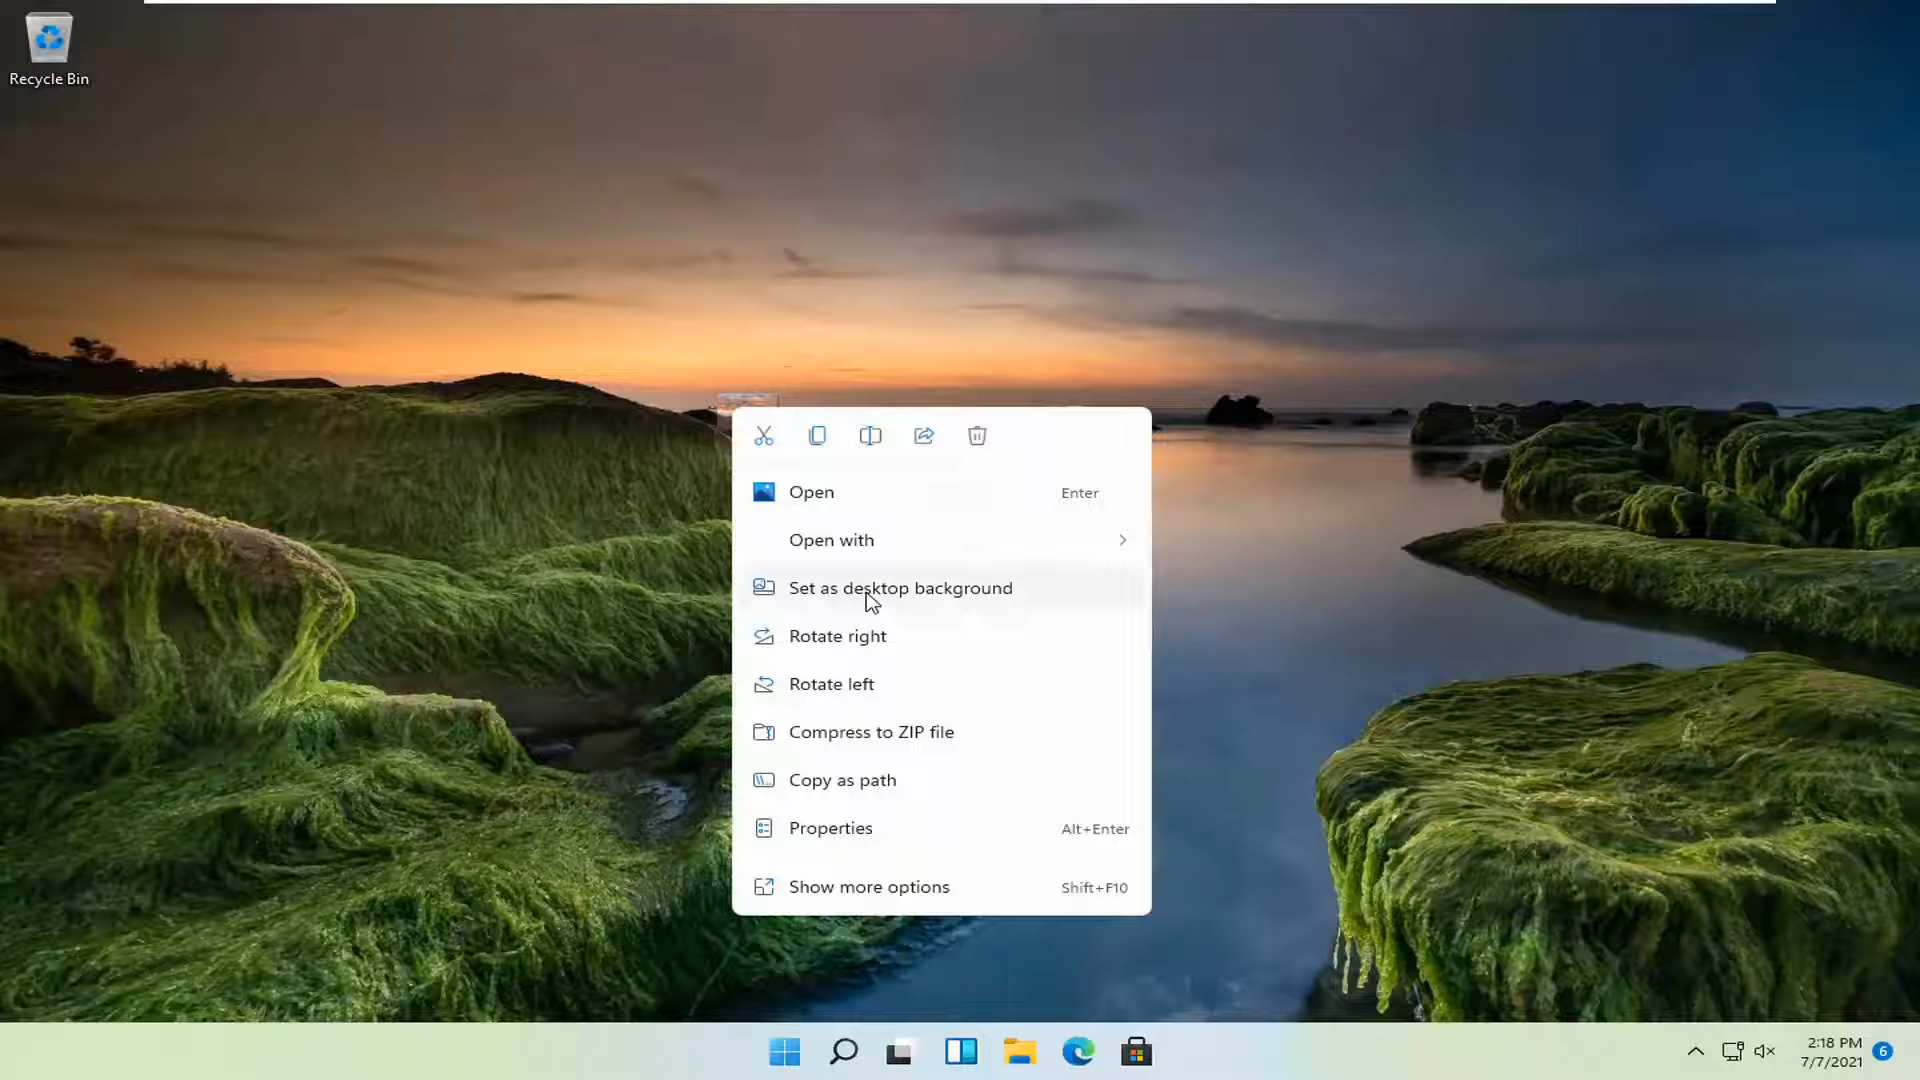 Recycle Bin
Open Enter
Open with
Set as desktop background
Rotate right
Rotate left
Compress to ZIP file
Copy as path
Properties Alt+Enter
Show more options Shift+F10
2:18 PM
7/7/2021 6